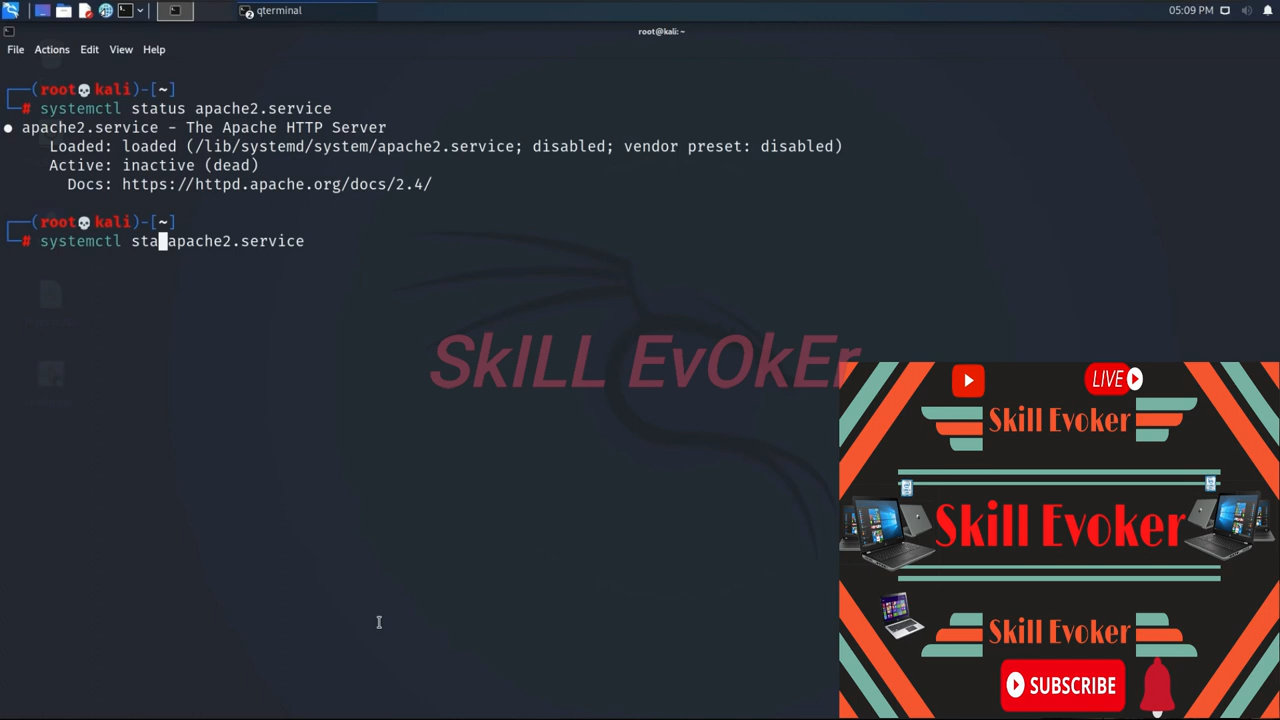 qterminal
05:09 PM
root@kali: ~
File Actions Edit View Help
┌──(root💀kali)-[~]
└─# systemctl status apache2.service
● apache2.service - The Apache HTTP Server
Loaded: loaded (/lib/systemd/system/apache2.service; disabled; vendor preset: disabled)
Active: inactive (dead)
Docs: https://httpd.apache.org/docs/2.4/
┌──(root💀kali)-[~]
└─# systemctl sta apache2.service
SkILL EvOkEr
LIVE
Skill Evoker
Skill Evoker
Skill Evoker
SUBSCRIBE